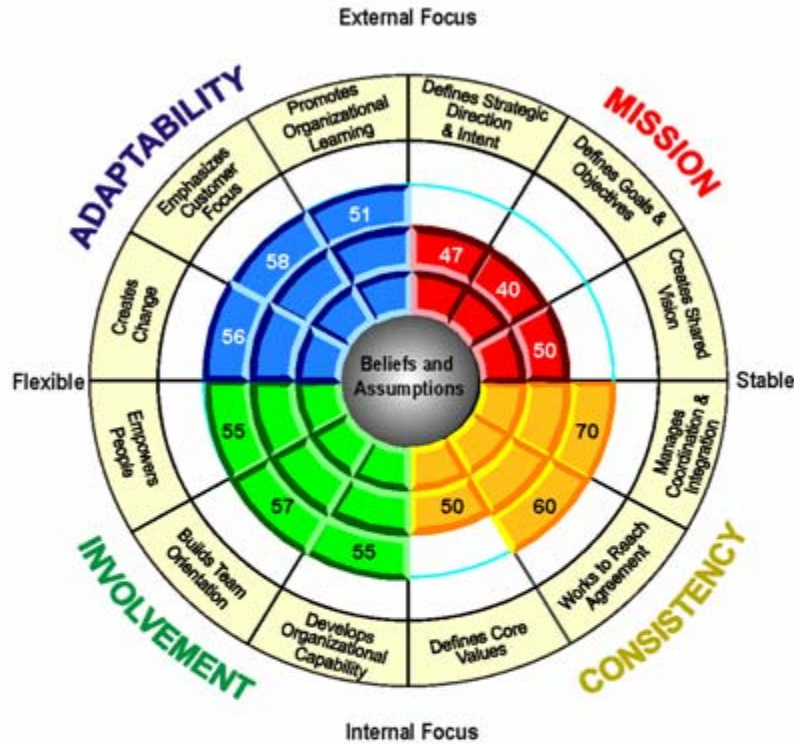 External Focus
ADAPTABILITY
MISSION
Promotes
Organizational
Learning
Defines Strategic
Direction
& Intent
Emphasizes
Customer
Focus
Defines Goals &
Objectives
Creates
Change
Creates Shared
Vision
51
58
56
47
40
50
Flexible
Beliefs and
Assumptions
Stable
55
57
55
50
60
70
Empowers
People
Manages
Coordination &
Integration
Builds Team
Orientation
Works to Reach
Agreement
Develops
Organizational
Capability
Defines Core
Values
INVOLVEMENT
CONSISTENCY
Internal Focus